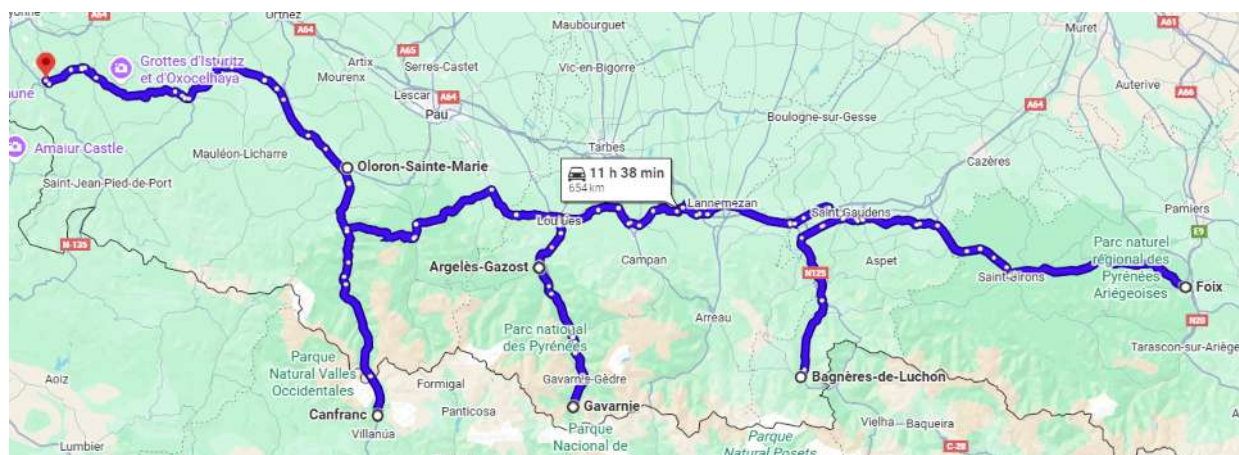 yonne
A64
Orthez
Maubourguet
A61
Muret
A64
A65
Grottes d'Isturitz
et d'Oxocelhaya
Artix
Serres-Castet
Vic-en-Bigorre
Auterive
Mourenx
A66
Lescar
A64
Pau
A64
Boulogne-sur-Gesse
Amaiur Castle
Mauléon-Licharre
Tarbes
Cazères
Oloron-Sainte-Marie
11 h 38 min
654 km
Saint-Jean-Pied-de-Port
Lannemezan
Pamiers
Saint Gaudens
Lourdes
E9
N-135
Parc naturel
régional des
Pyrénées
Ariégeoises
Argelès-Gazost
Campan
Aspet
N125
Saint-Girons
Foix
Arreau
N20
Parc national
des Pyrénées
Tarascon-sur-Ariège
Parque
Natural Valles
Occidentales
Aoiz
Formigal
Gavarnie-Gèdre
Bagnères-de-Luchon
Canfranc
Panticosa
Gavarnie
Villanúa
Parque
Nacional de
Vielha
Baqueira
Lumbier
Parque
Natural Posets
C-28